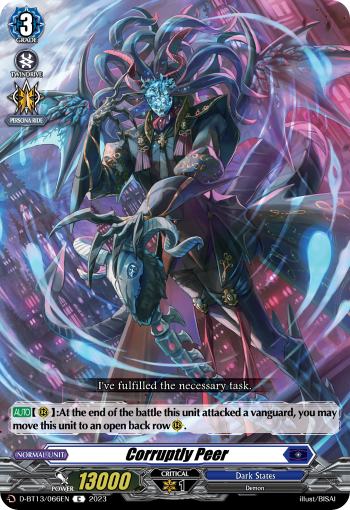 3
GRADE
TWINDRIVE
PERSONA RIDE
I've fulfilled the necessary task.
AUTO【 R 】:At the end of the battle this unit attacked a vanguard, you may
move this unit to an open back row R.
NORMAL UNIT
Corruptly Peer
POWER 13000
CRITICAL
1
Dark States
Demon
D-BT13/066EN C 2023
illust/BISAI